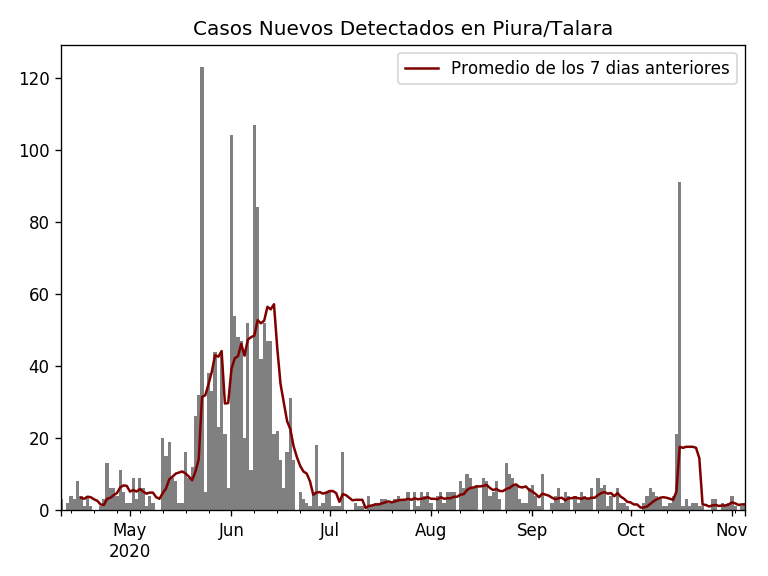 Casos Nuevos Detectados en Piura/Talara
Promedio de los 7 dias anteriores
120
100
80
60
40
20
0
May Jun Jul Aug Sep Oct Nov
2020